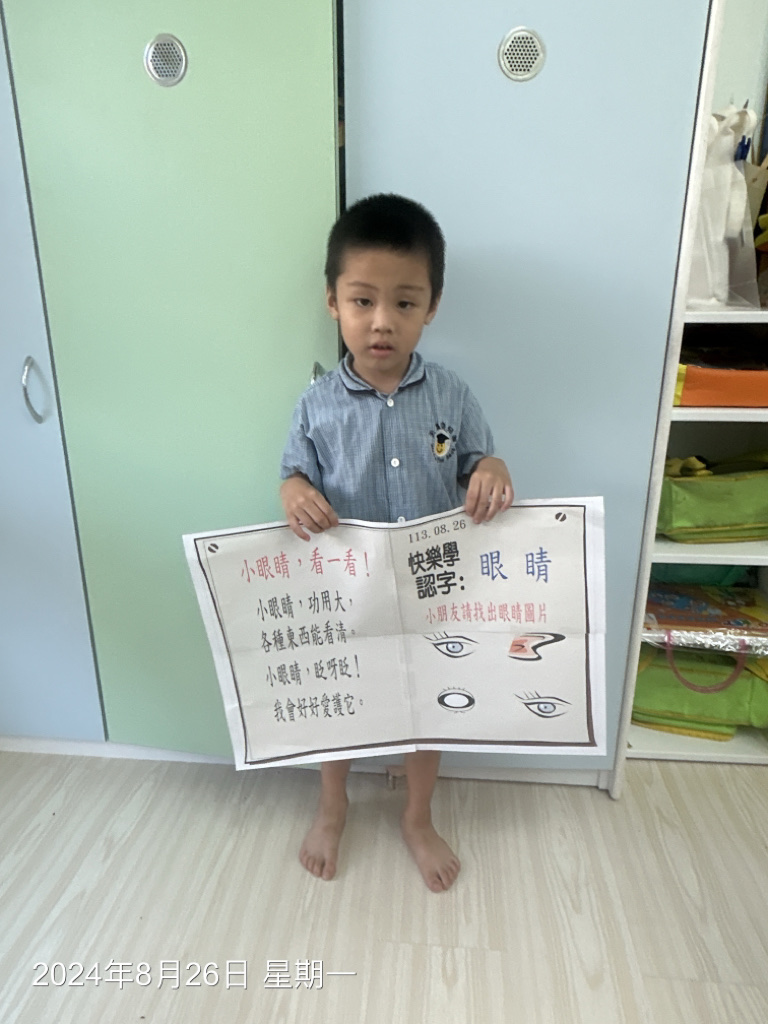 小眼睛，看一看！
小眼睛，功用大，
各種東西能看清。
小眼睛，眨呀眨！
我會好好愛護它。
113.08.26
快樂學
認字：
眼睛
小朋友請找出眼睛圖片
2024年8月26日 星期一